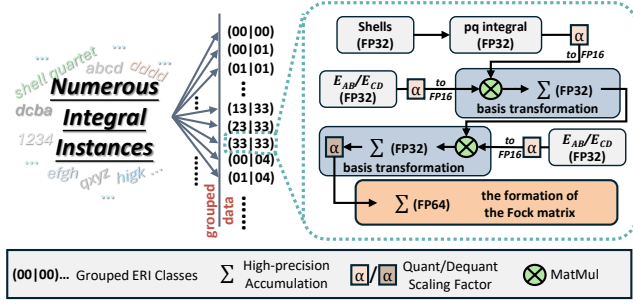 ...
shell quartet
abcd
dddd
...
Numerous
Integral
Instances
dcba
1234
...
efgh
qxyz
higk
...
grouped data
(00|00)
(00|01)
(01|01)
...
(13|33)
(23|33)
(33|33)
(00|04)
(01|04)
......
Shells
(FP32)
pq integral
(FP32)
α
to
FP16
E_AB/E_CD
(FP32)
α
to
FP16
∑ (FP32)
basis transformation
α
∑ (FP32)
basis transformation
to
FP16
α
E_AB/E_CD
(FP32)
∑ (FP64)
the formation of
the Fock matrix
(00|00)... Grouped ERI Classes
∑ High-precision
Accumulation
α/α Quant/Dequant
Scaling Factor
MatMul